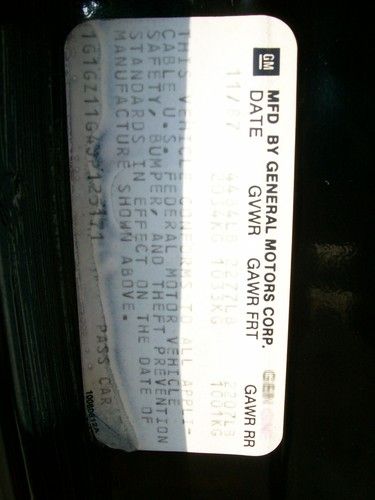 GM MFD BY GENERAL MOTORS CORP.
DATE GVWR GAWR FRT GAWR RR
11/87 4484LB 2277LB 2207LB
2034KG 1033KG 1001KG
THIS VEHICLE CONFORMS TO ALL APPLI-
CABLE U.S. FEDERAL MOTOR VEHICLE
SAFETY, BUMPER, AND THEFT PREVENTION
STANDARDS IN EFFECT ON THE DATE OF
MANUFACTURE SHOWN ABOVE.
PASS CAR